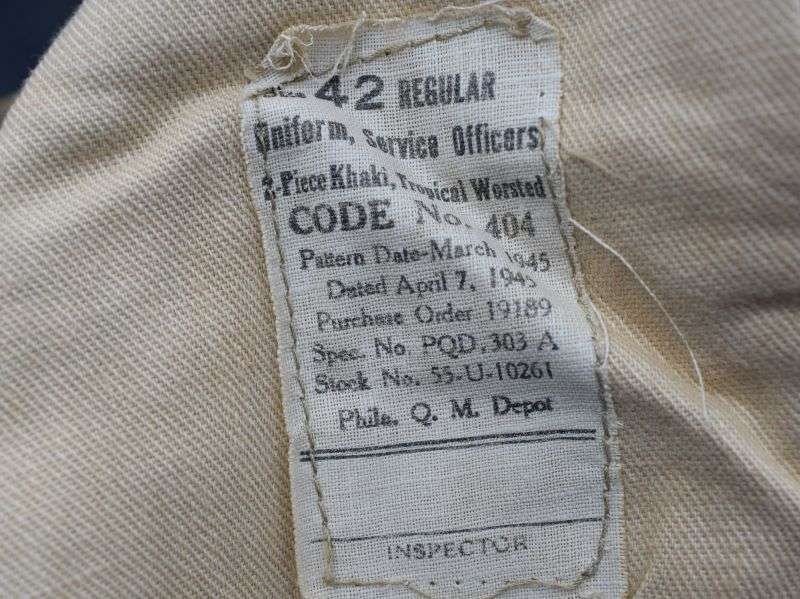 Size 42 REGULAR
Uniform, Service Officers
2-Piece Khaki, Tropical Worsted
CODE No. 404
Pattern Date-March 1945
Dated April 7, 1945
Purchase Order 19189
Spec. No. PQD.303 A
Stock No. 55-U-10261
Phila. Q. M. Depot
INSPECTOR